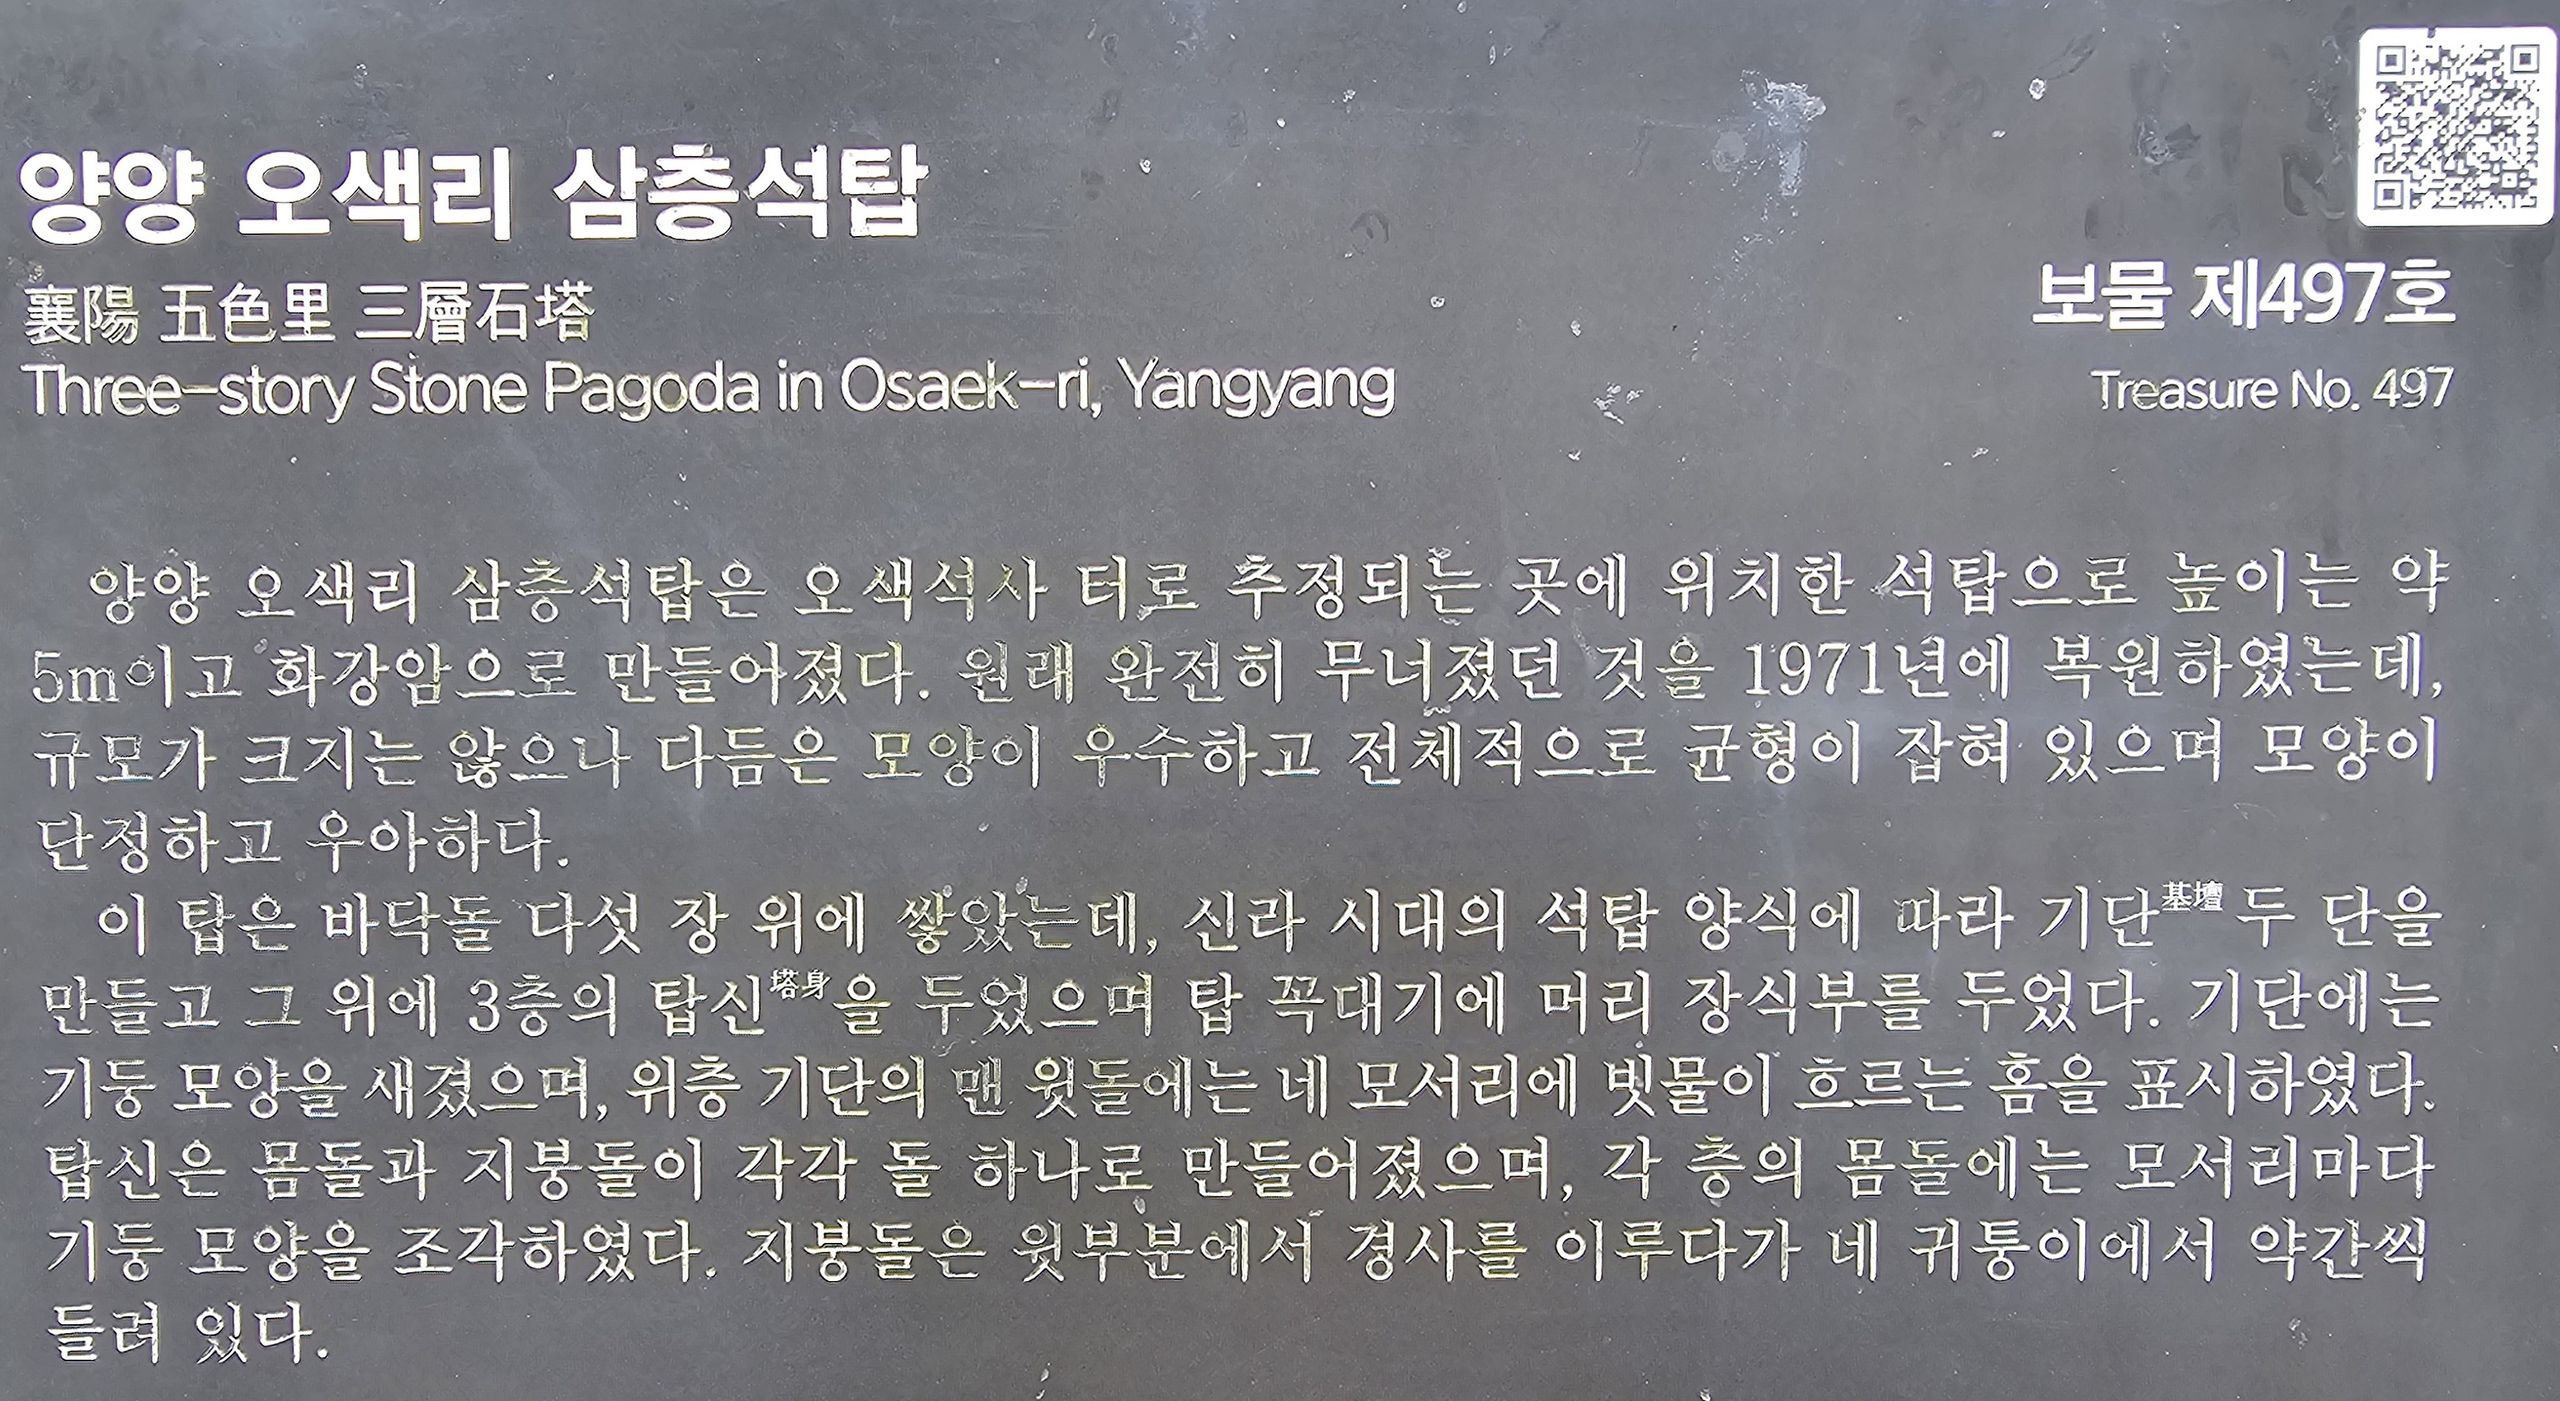 양양 오색리 삼층석탑
襄陽 五色里 三層石塔
보물 제497호
Three-story Stone Pagoda in Osaek-ri, Yangyang
Treasure No. 497
양양 오색리 삼층석탑은 오색석사 터로 추정되는 곳에 위치한 석탑으로 높이는 약
5m이고 화강암으로 만들어졌다. 원래 완전히 무너졌던 것을 1971년에 복원하였는데,
규모가 크지는 않으나 다듬은 모양이 우수하고 전체적으로 균형이 잡혀 있으며 모양이
단정하고 우아하다.
이 탑은 바닥돌 다섯 장 위에 쌓았는데, 신라 시대의 석탑 양식에 따라 기단基壇 두 단을
만들고 그 위에 3층의 탑신塔身을 두었으며 탑 꼭대기에 머리 장식부를 두었다. 기단에는
기둥 모양을 새겼으며, 위층 기단의 맨 윗돌에는 네 모서리에 빗물이 흐르는 홈을 표시하였다.
탑신은 몸돌과 지붕돌이 각각 돌 하나로 만들어졌으며, 각 층의 몸돌에는 모서리마다
기둥 모양을 조각하였다. 지붕돌은 윗부분에서 경사를 이루다가 네 귀퉁이에서 약간씩
들려 있다.